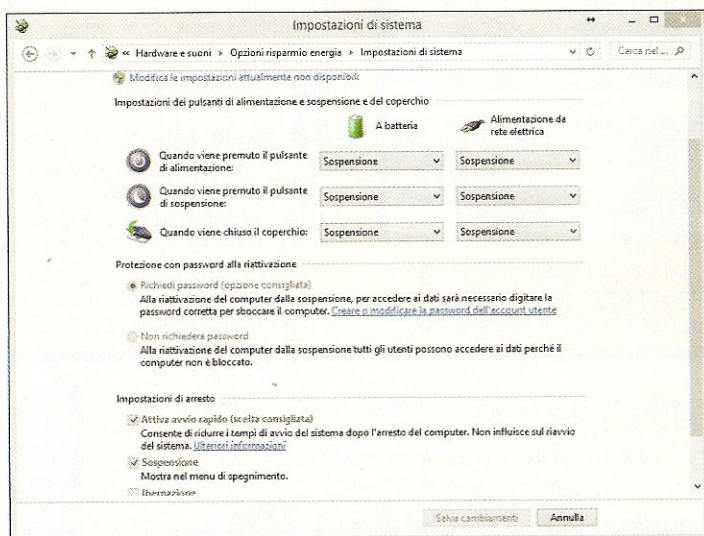 Impostazioni di sistema
« Hardware e suoni ▸ Opzioni risparmio energia ▸ Impostazioni di sistema
Cerca nel ...
Modifica le impostazioni attualmente non disponibili
Impostazioni dei pulsanti di alimentazione e sospensione e del coperchio
A batteria
Alimentazione da
rete elettrica
Quando viene premuto il pulsante
di alimentazione:
Sospensione
Sospensione
Quando viene premuto il pulsante
di sospensione:
Sospensione
Sospensione
Quando viene chiuso il coperchio:
Sospensione
Sospensione
Protezione con password alla riattivazione
Richiedi password (opzione consigliata)
Alla riattivazione del computer dalla sospensione, per accedere ai dati sarà necessario digitare la
password corretta per sboccare il computer. Creare o modificare la password dell'account utente
Non richiedere password
Alla riattivazione del computer dalla sospensione tutti gli utenti possono accedere ai dati perché il
computer non è bloccato.
Impostazioni di arresto
Attiva avvio rapido (scelta consigliata)
Consente di ridurre i tempi di avvio del sistema dopo l'arresto del computer. Non influisce sul riavvio
del sistema. Ulteriori informazioni
Sospensione
Mostra nel menu di spegnimento.
Ibernazione
Salva cambiamenti
Annulla